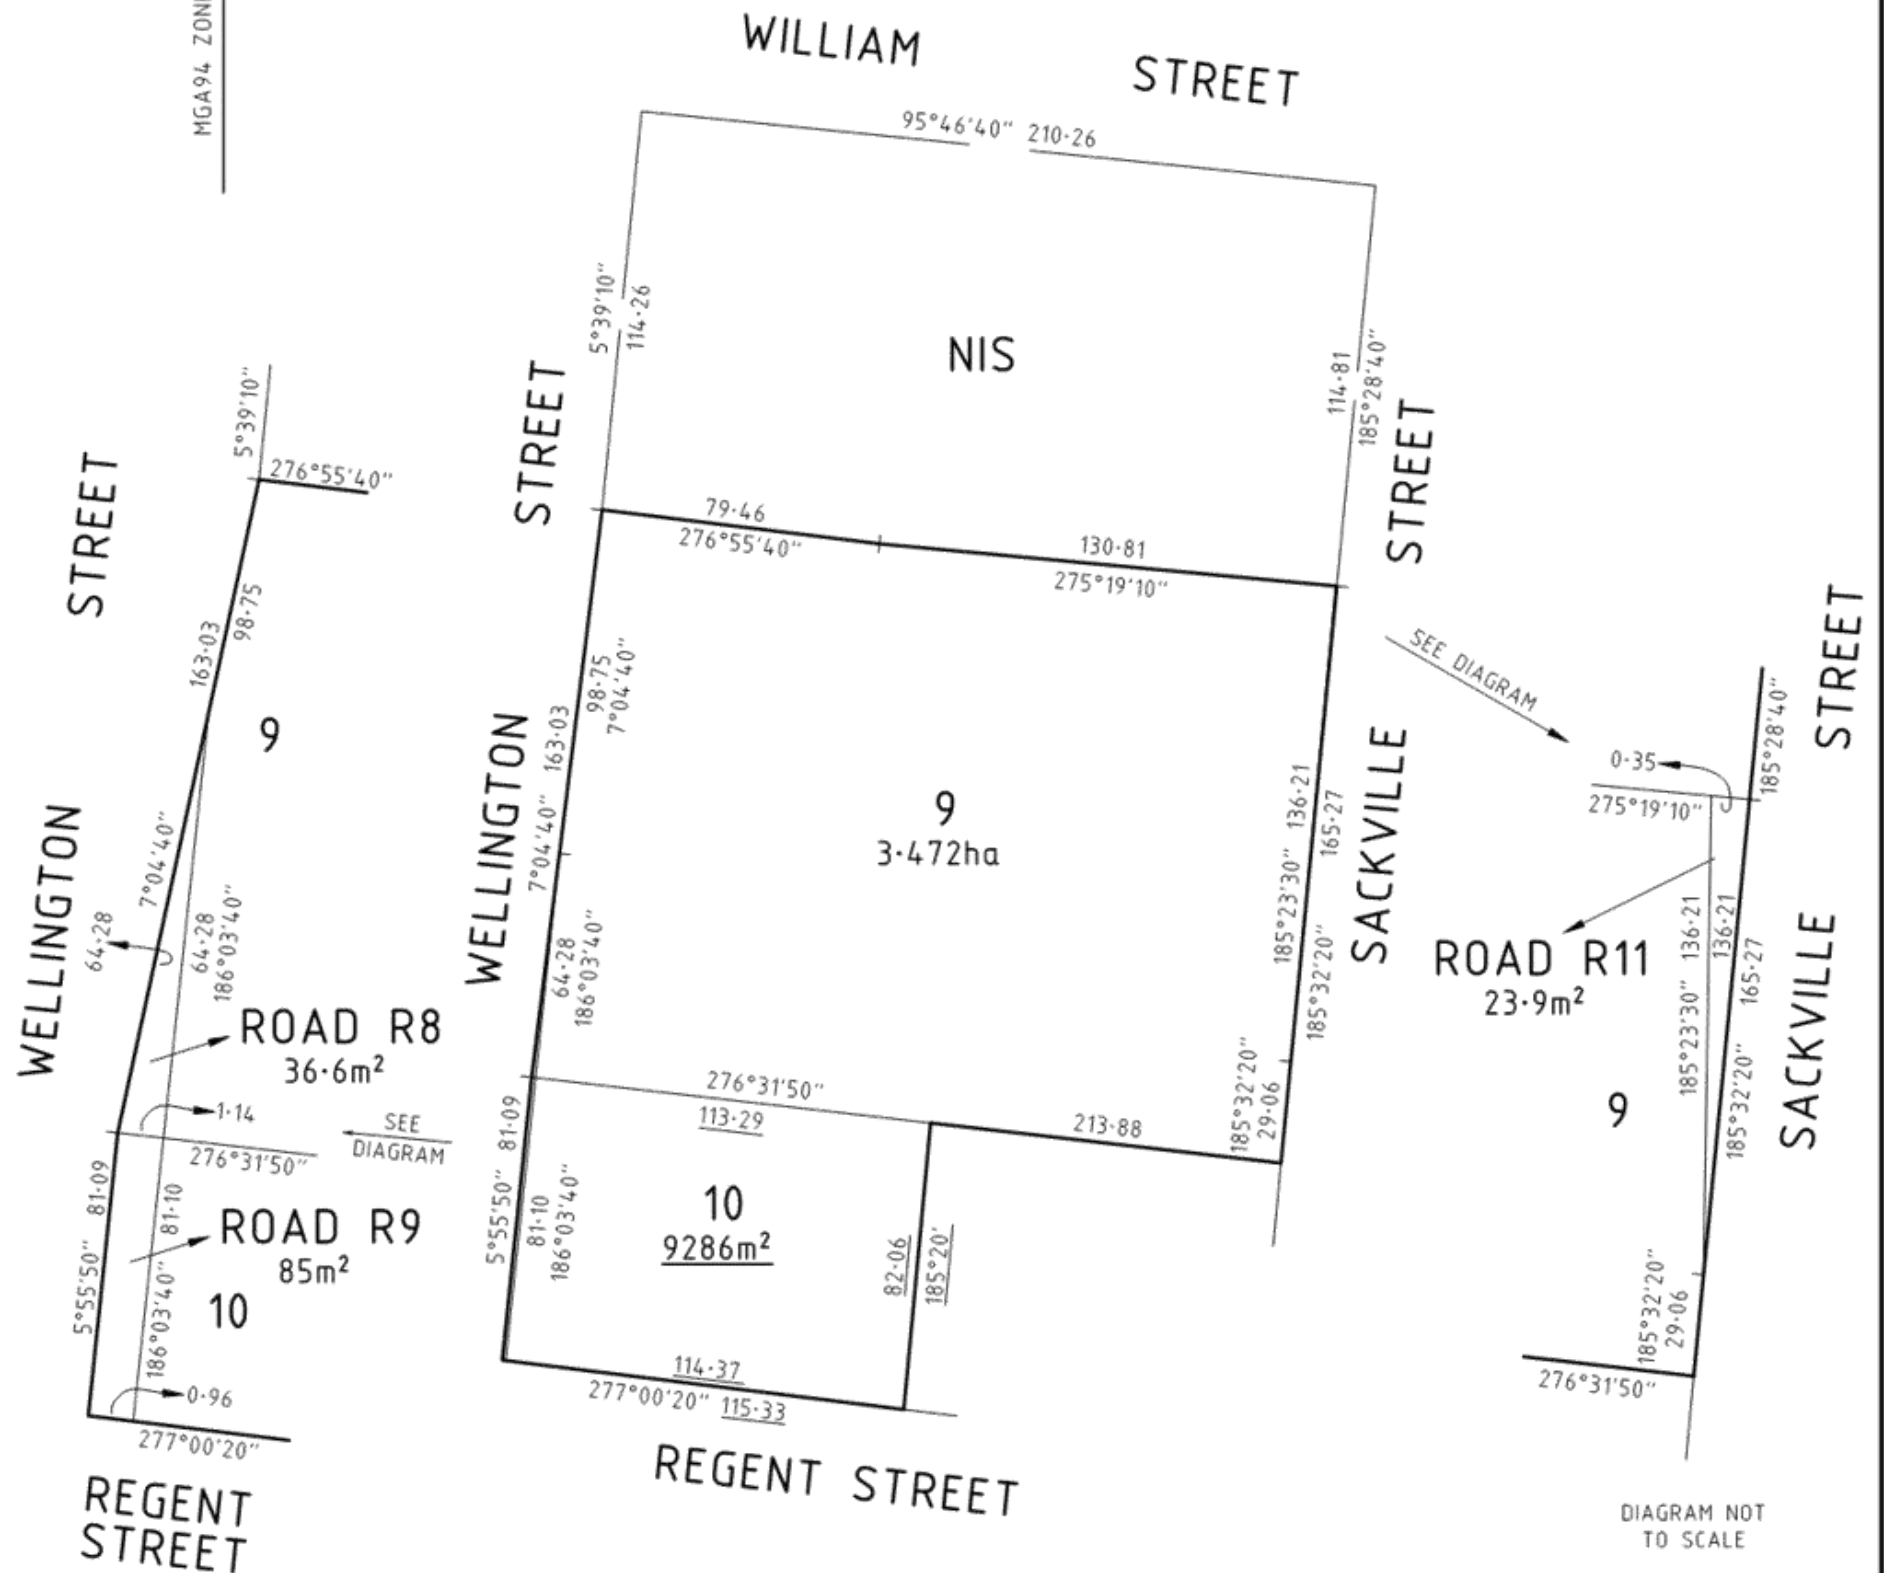 MGA94 ZON
WILLIAM STREET
95°46'40" 210·26
5°39'10"
114·26
NIS
114·81
185°28'40"
STREET
STREET
79·46
276°55'40"
130·81
275°19'10"
98·75
7°04'40"
163·03
7°04'40"
WELLINGTON
64·28
186°03'40"
9
3·472ha
136·21
185°23'30"
165·27
185°32'20"
SACKVILLE
185°32'20"
29·06
276°31'50"
113·29
213·88
81·09
5°55'50"
81·10
186°03'40"
10
9286m²
82·06
185°20'
114·37
277°00'20" 115·33
REGENT STREET
5°39'10"
276°55'40"
STREET
98·75
163·03
9
7°04'40"
WELLINGTON
64·28
64·28
186°03'40"
ROAD R8
36·6m²
1·14
SEE
DIAGRAM
276°31'50"
81·09
5°55'50"
81·10
186°03'40"
ROAD R9
85m²
10
0·96
277°00'20"
REGENT
STREET
SEE DIAGRAM
STREET
185°28'40"
0·35
275°19'10"
136·21
185°23'30"
136·21
165·27
185°32'20"
ROAD R11
23·9m²
SACKVILLE
9
185°32'20"
29·06
276°31'50"
DIAGRAM NOT
TO SCALE